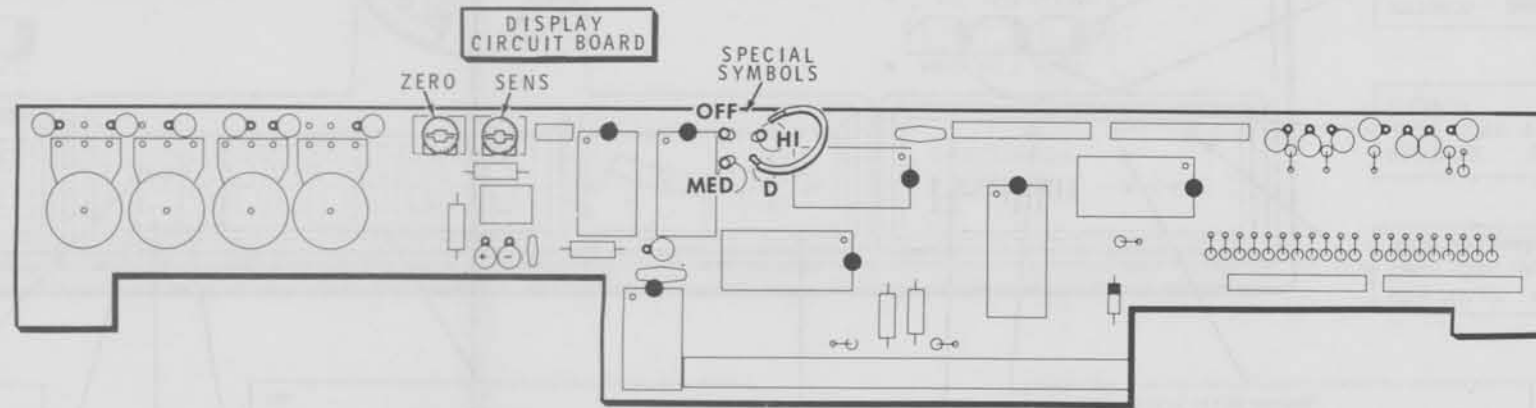 DISPLAY
CIRCUIT BOARD
ZERO
SENS
SPECIAL
SYMBOLS
OFF
HI
MED
D
+
−